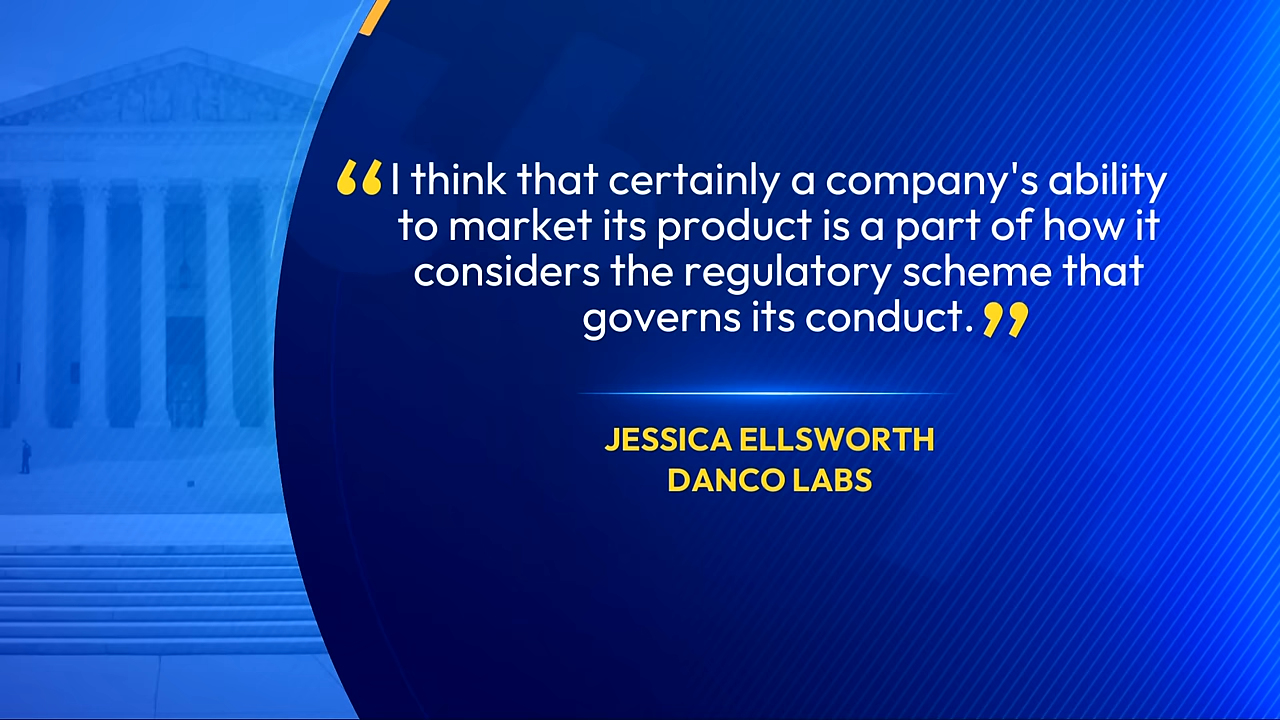 “I think that certainly a company's ability
to market its product is a part of how it
considers the regulatory scheme that
governs its conduct.”
JESSICA ELLSWORTH
DANCO LABS